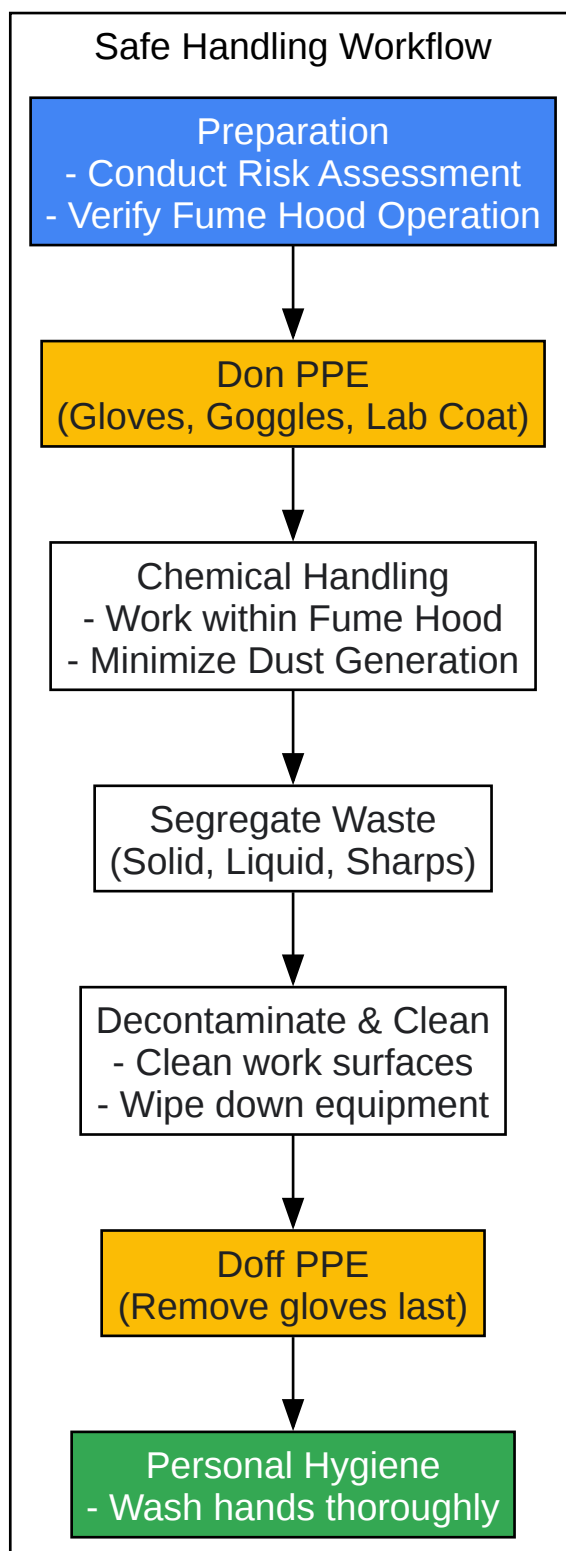 Safe Handling Workflow
Preparation
- Conduct Risk Assessment
- Verify Fume Hood Operation
Don PPE
(Gloves, Goggles, Lab Coat)
Chemical Handling
- Work within Fume Hood
- Minimize Dust Generation
Segregate Waste
(Solid, Liquid, Sharps)
Decontaminate & Clean
- Clean work surfaces
- Wipe down equipment
Doff PPE
(Remove gloves last)
Personal Hygiene
- Wash hands thoroughly